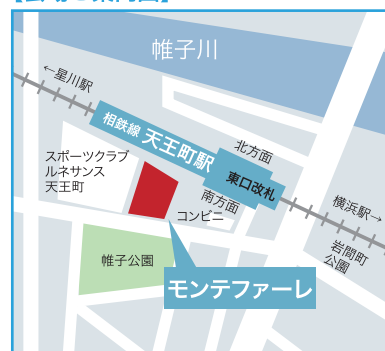 帷子川
←星川駅
相鉄線 天王町駅
北方面
東口改札
スポーツクラブ
ルネサンス
天王町
南方面
コンビニ
横浜駅→
岩間町
公園
帷子公園
モンテファーレ